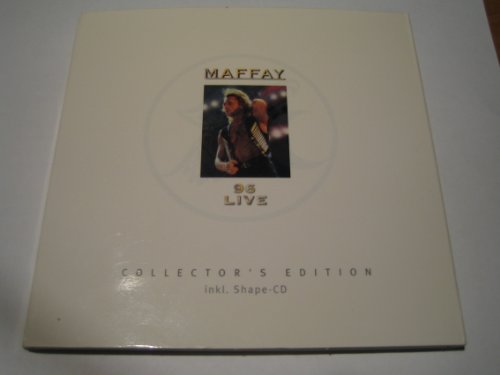 MAFFAY
96
LIVE
COLLECTOR'S EDITION
inkl. Shape-CD